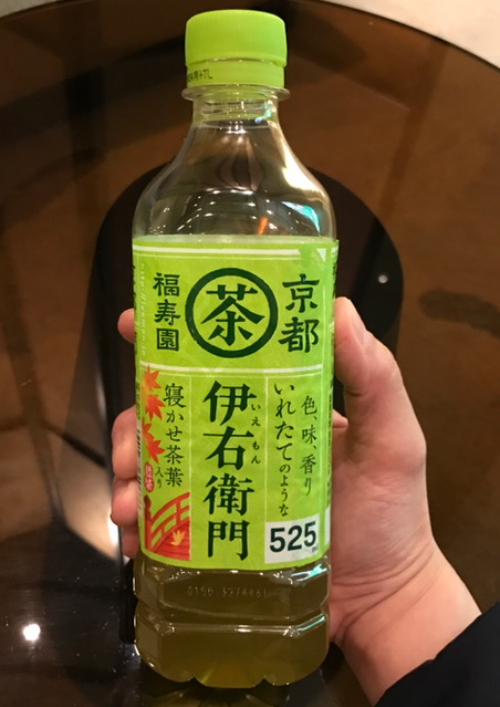 京都
茶
福寿園
色、味、香り
いれたてのような
伊右衛門
いえもん
寝かせ茶葉
入り
525